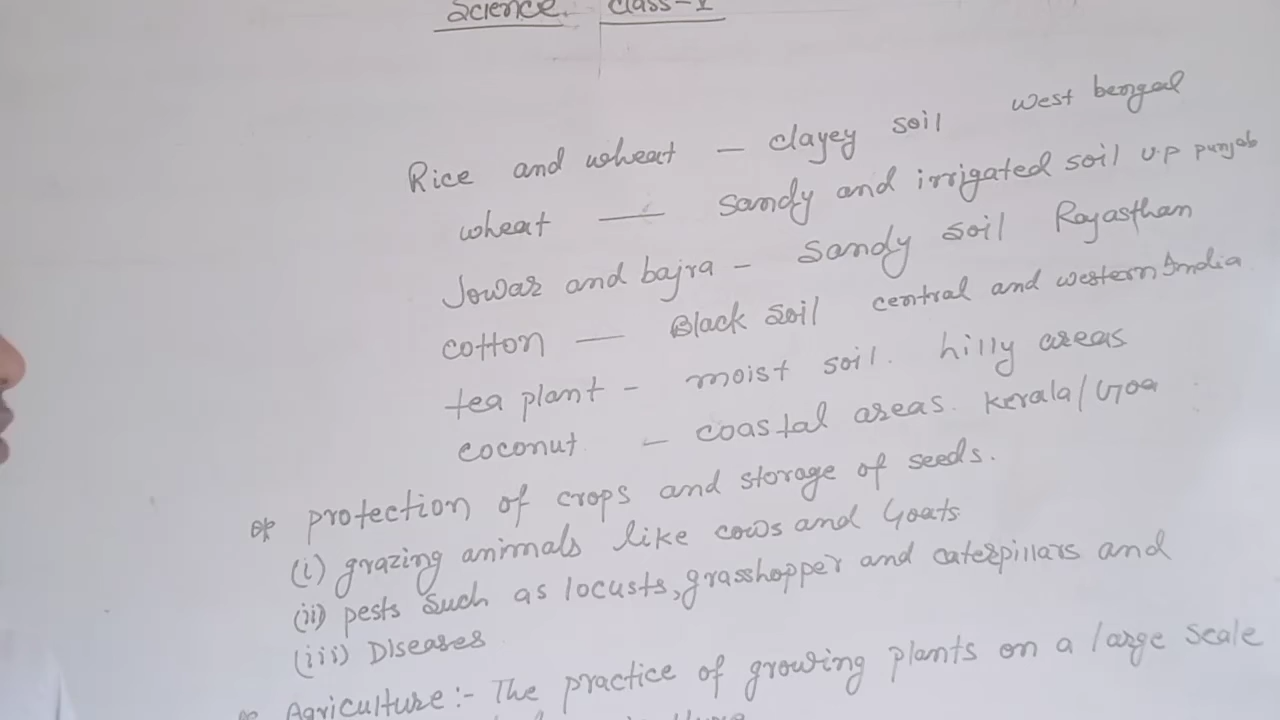 Science. Class-V
Rice and wheat - clayey soil west bengal
wheat - sandy and irrigated soil U.P punjab
Jowar and bajra - sandy soil Rajasthan
cotton - Black soil central and western India
tea plant - moist soil. hilly areas
coconut - coastal areas. kerala/Goa
protection of crops and storage of seeds.
(i) grazing animals like cows and Goats
(ii) pests such as locusts, grasshopper and caterpillars and
(iii) Diseases
Agriculture:- The practice of growing plants on a large scale